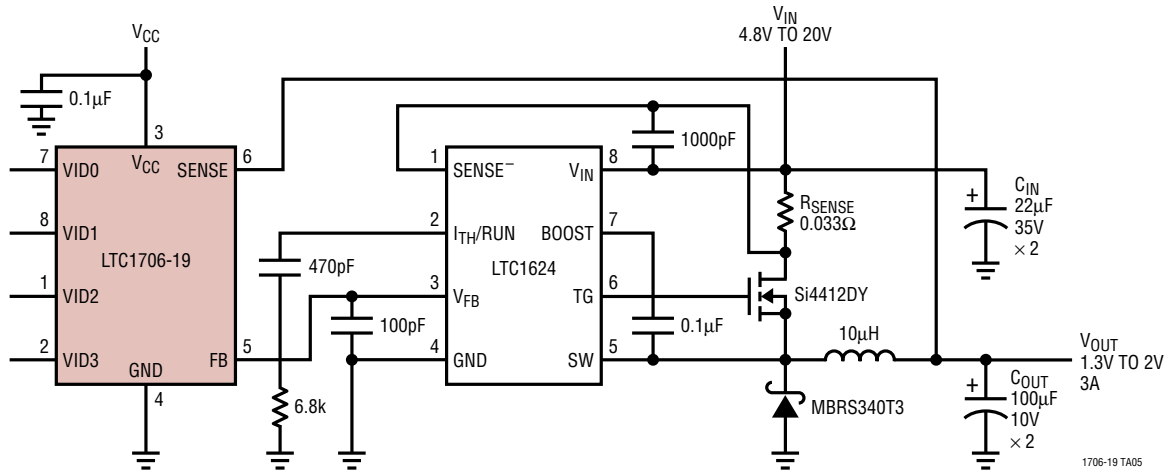 V_CC
0.1µF
3
V_CC
SENSE
6
7
VID0
8
VID1
LTC1706-19
1
VID2
2
VID3
FB
5
GND
4
470pF
6.8k
100pF
1
SENSE⁻
2
I_TH/RUN
3
V_FB
4
GND
LTC1624
V_IN
8
BOOST
7
TG
6
SW
5
1000pF
0.1µF
V_IN
4.8V TO 20V
R_SENSE
0.033Ω
Si4412DY
10µH
MBRS340T3
+
C_IN
22µF
35V
× 2
V_OUT
1.3V TO 2V
3A
+
C_OUT
100µF
10V
× 2
1706-19 TA05